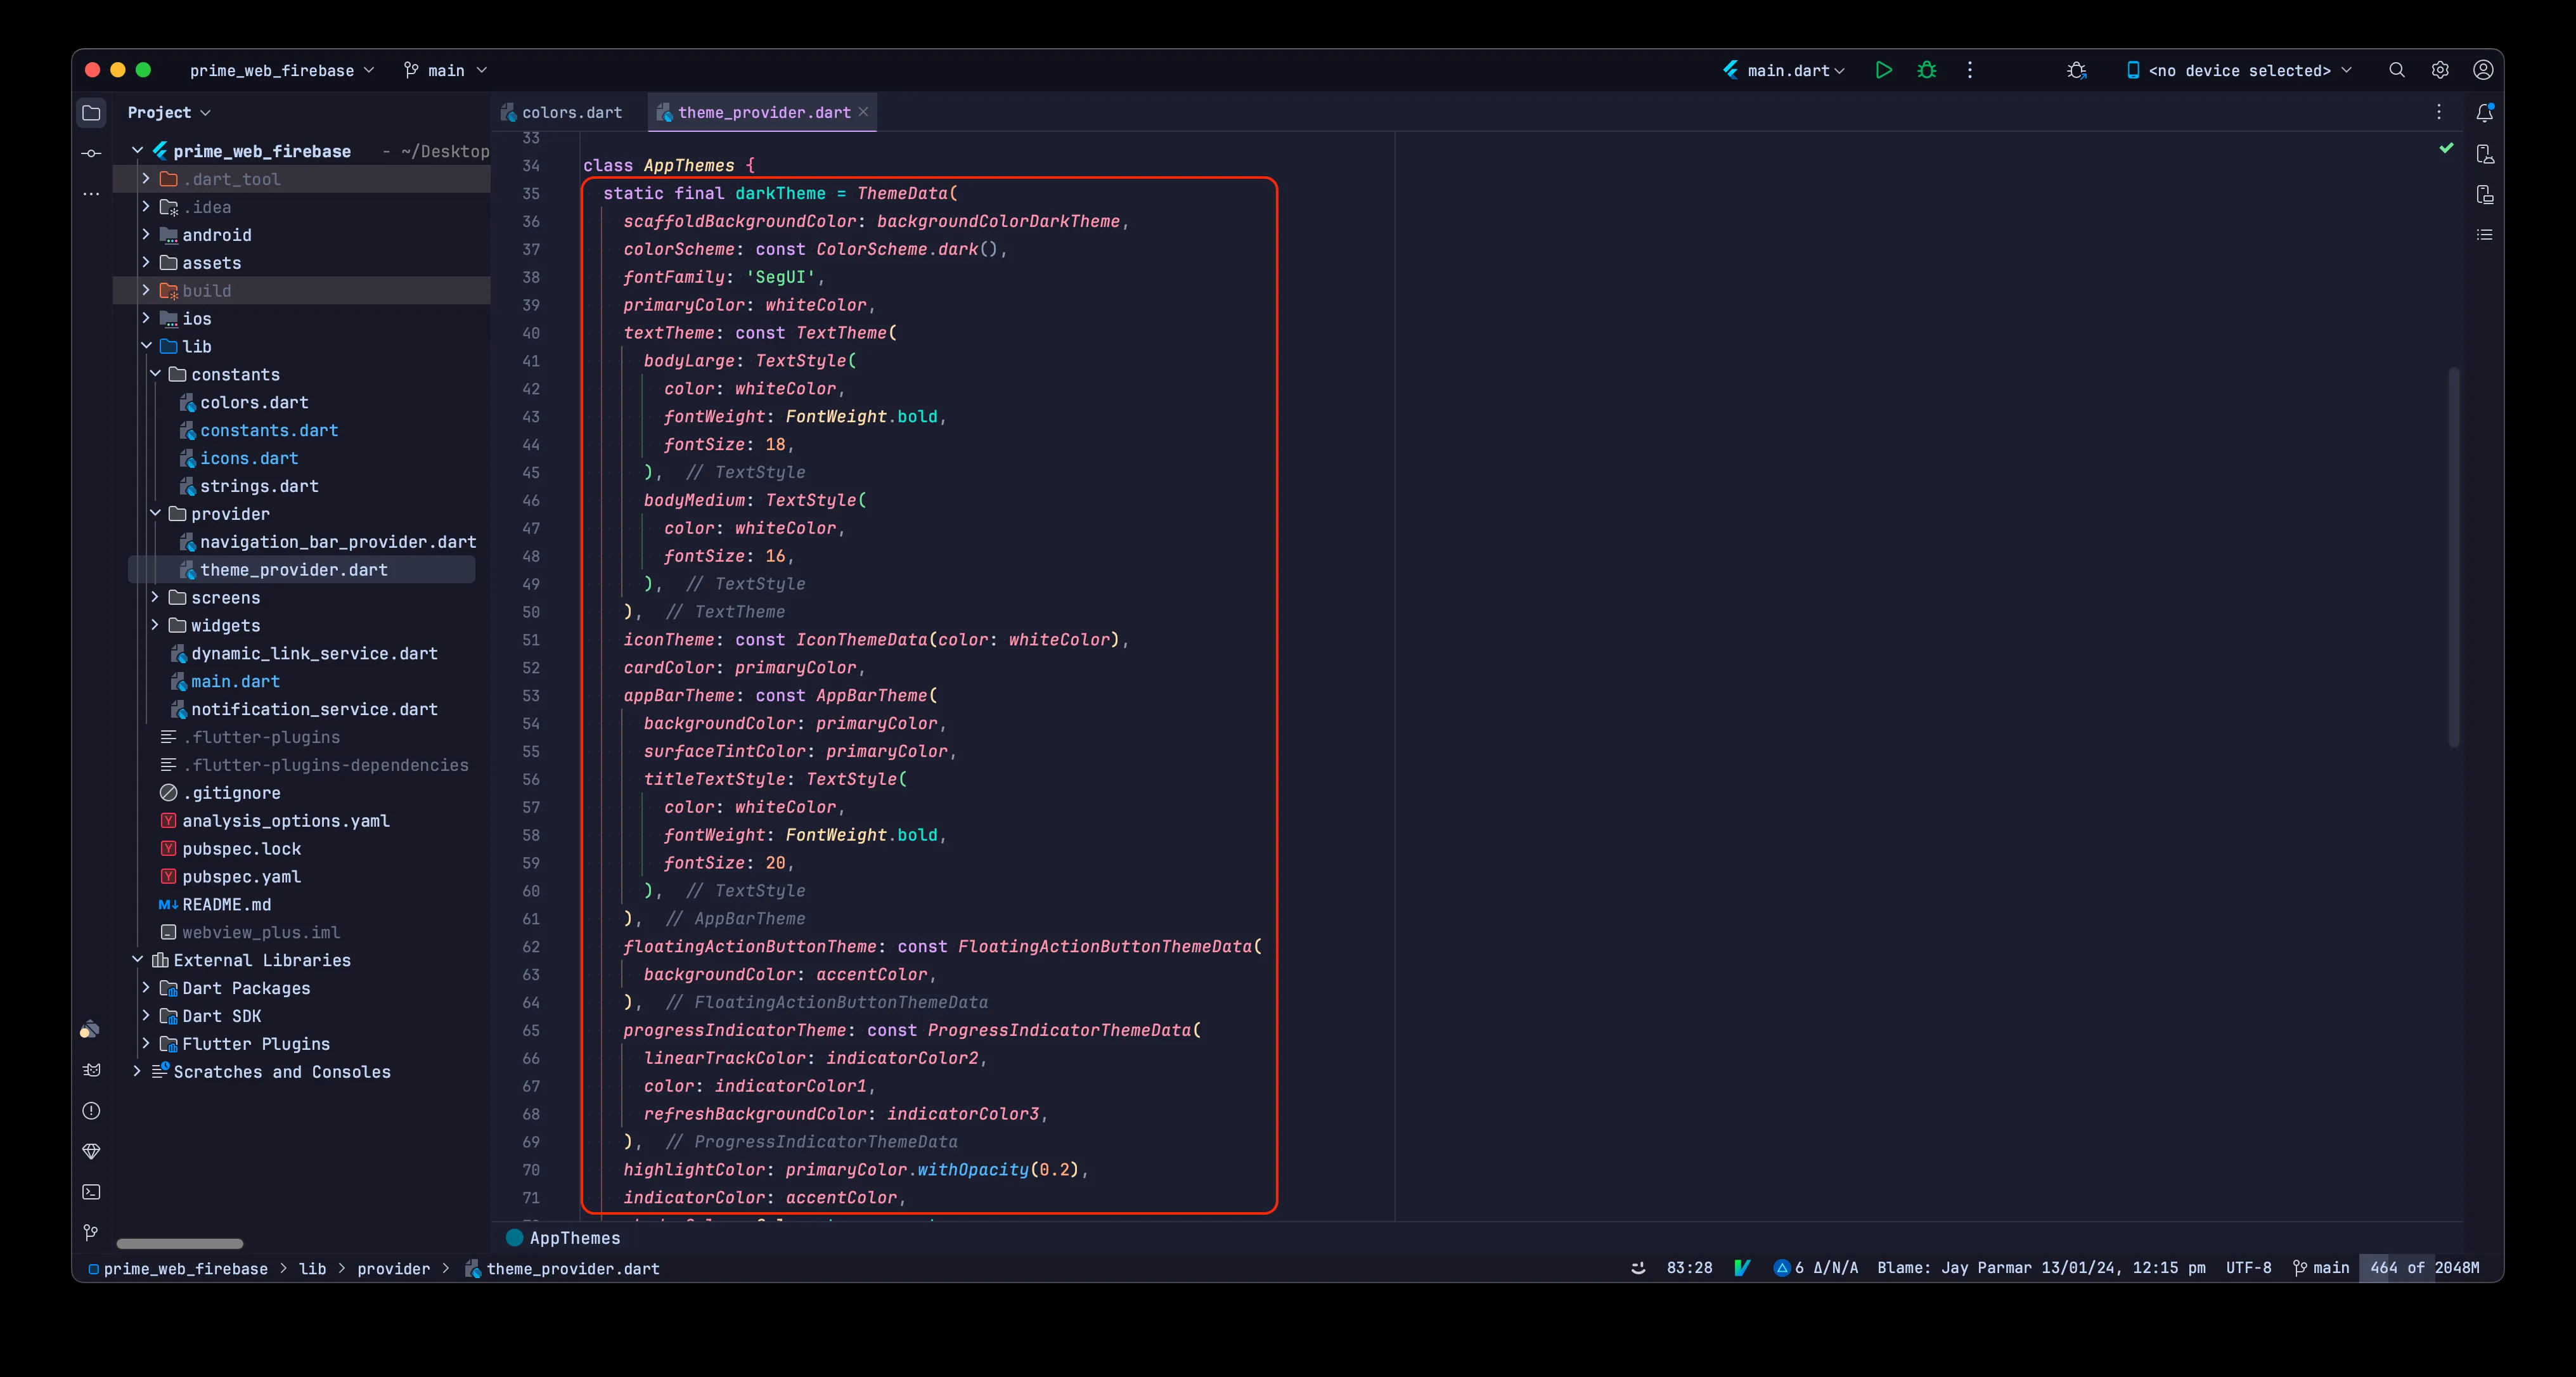 prime_web_firebase
main
main.dart
<no device selected>
Project
colors.dart
theme_provider.dart
prime_web_firebase - ~/Desktop
.dart_tool
.idea
android
assets
build
ios
lib
constants
colors.dart
constants.dart
icons.dart
strings.dart
provider
navigation_bar_provider.dart
theme_provider.dart
screens
widgets
dynamic_link_service.dart
main.dart
notification_service.dart
.flutter-plugins
.flutter-plugins-dependencies
.gitignore
Y analysis_options.yaml
Y pubspec.lock
Y pubspec.yaml
M↓ README.md
webview_plus.iml
External Libraries
Dart Packages
Dart SDK
Flutter Plugins
Scratches and Consoles
33
34 class AppThemes {
35 static final darkTheme = ThemeData(
36 scaffoldBackgroundColor: backgroundColorDarkTheme,
37 colorScheme: const ColorScheme.dark(),
38 fontFamily: 'SegUI',
39 primaryColor: whiteColor,
40 textTheme: const TextTheme(
41 bodyLarge: TextStyle(
42 color: whiteColor,
43 fontWeight: FontWeight.bold,
44 fontSize: 18,
45 ), // TextStyle
46 bodyMedium: TextStyle(
47 color: whiteColor,
48 fontSize: 16,
49 ), // TextStyle
50 ), // TextTheme
51 iconTheme: const IconThemeData(color: whiteColor),
52 cardColor: primaryColor,
53 appBarTheme: const AppBarTheme(
54 backgroundColor: primaryColor,
55 surfaceTintColor: primaryColor,
56 titleTextStyle: TextStyle(
57 color: whiteColor,
58 fontWeight: FontWeight.bold,
59 fontSize: 20,
60 ), // TextStyle
61 ), // AppBarTheme
62 floatingActionButtonTheme: const FloatingActionButtonThemeData(
63 backgroundColor: accentColor,
64 ), // FloatingActionButtonThemeData
65 progressIndicatorTheme: const ProgressIndicatorThemeData(
66 linearTrackColor: indicatorColor2,
67 color: indicatorColor1,
68 refreshBackgroundColor: indicatorColor3,
69 ), // ProgressIndicatorThemeData
70 highlightColor: primaryColor.withOpacity(0.2),
71 indicatorColor: accentColor,
AppThemes
prime_web_firebase > lib > provider > theme_provider.dart
83:28
6 Δ/N/A
Blame: Jay Parmar 13/01/24, 12:15 pm
UTF-8
main
464 of 2048M